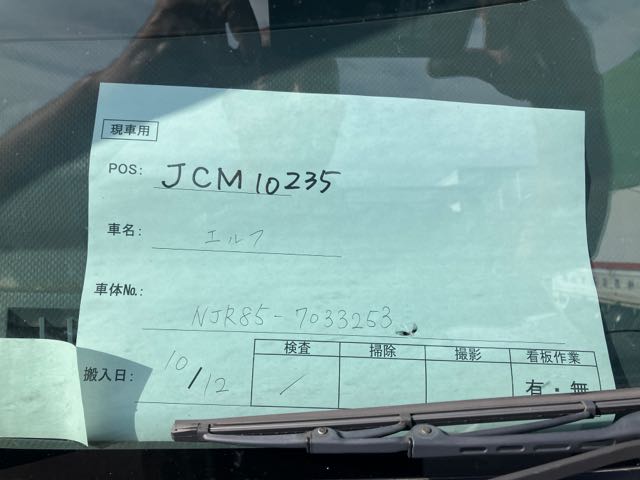 現車用
POS: JCM10235
車名: エルフ
車体No.: NJR85-7033253
搬入日: 10/12
検査 掃除 撮影 看板作業
/ 有・無